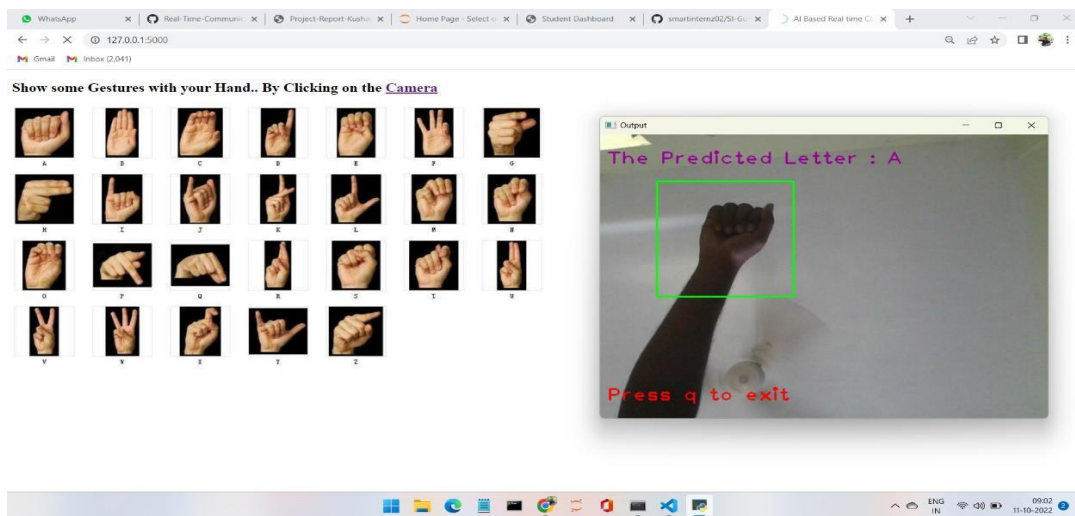 WhatsApp
Real-Time-Communic
Project-Report-Kusha
Home Page - Select o
Student Dashboard
smartinternz02/SI-Gu
AI Based Real time Co
127.0.0.1:5000
Gmail
Inbox (2,041)
Show some Gestures with your Hand.. By Clicking on the Camera
A B C D E F G
H I J K L M N
O P Q R S T U
V W X Y Z
Output
The Predicted Letter : A
Press q to exit
ENG
IN
09:02
11-10-2022
2